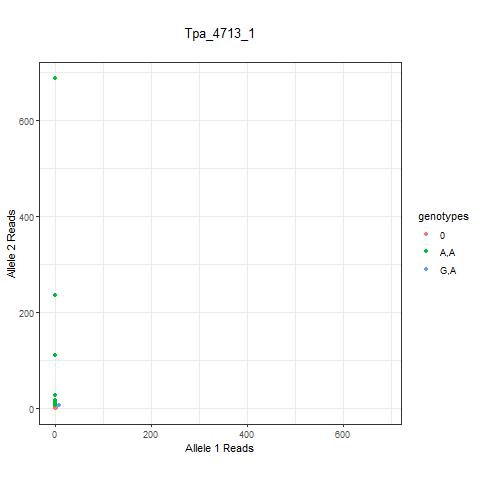 Tpa_4713_1
600
400
200
0
Allele 2 Reads
0 200 400 600
Allele 1 Reads
genotypes
0
A,A
G,A